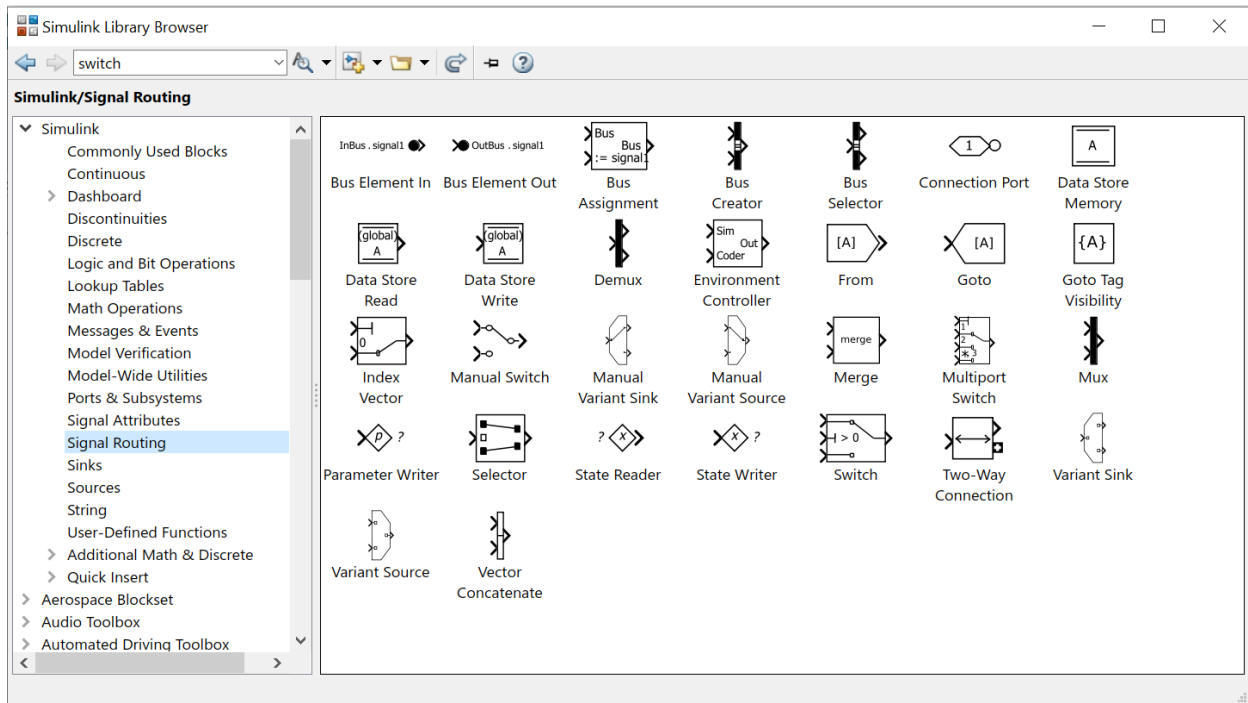 Simulink Library Browser
switch
Simulink/Signal Routing
Simulink
Commonly Used Blocks
Continuous
Dashboard
Discontinuities
Discrete
Logic and Bit Operations
Lookup Tables
Math Operations
Messages & Events
Model Verification
Model-Wide Utilities
Ports & Subsystems
Signal Attributes
Signal Routing
Sinks
Sources
String
User-Defined Functions
Additional Math & Discrete
Quick Insert
Aerospace Blockset
Audio Toolbox
Automated Driving Toolbox
InBus . signal1
Bus Element In
OutBus . signal1
Bus Element Out
Bus
Bus
:= signal1
Bus
Assignment
Bus
Creator
Bus
Selector
1
Connection Port
A
Data Store
Memory
(global)
A
Data Store
Read
(global)
A
Data Store
Write
Demux
Sim
Out
Coder
Environment
Controller
[A]
From
[A]
Goto
{A}
Goto Tag
Visibility
0
Index
Vector
Manual Switch
Manual
Variant Sink
Manual
Variant Source
merge
Merge
1
2
* 3
Multiport
Switch
Mux
p ?
Parameter Writer
Selector
? x
State Reader
x ?
State Writer
> 0
Switch
Two-Way
Connection
Variant Sink
Variant Source
Vector
Concatenate